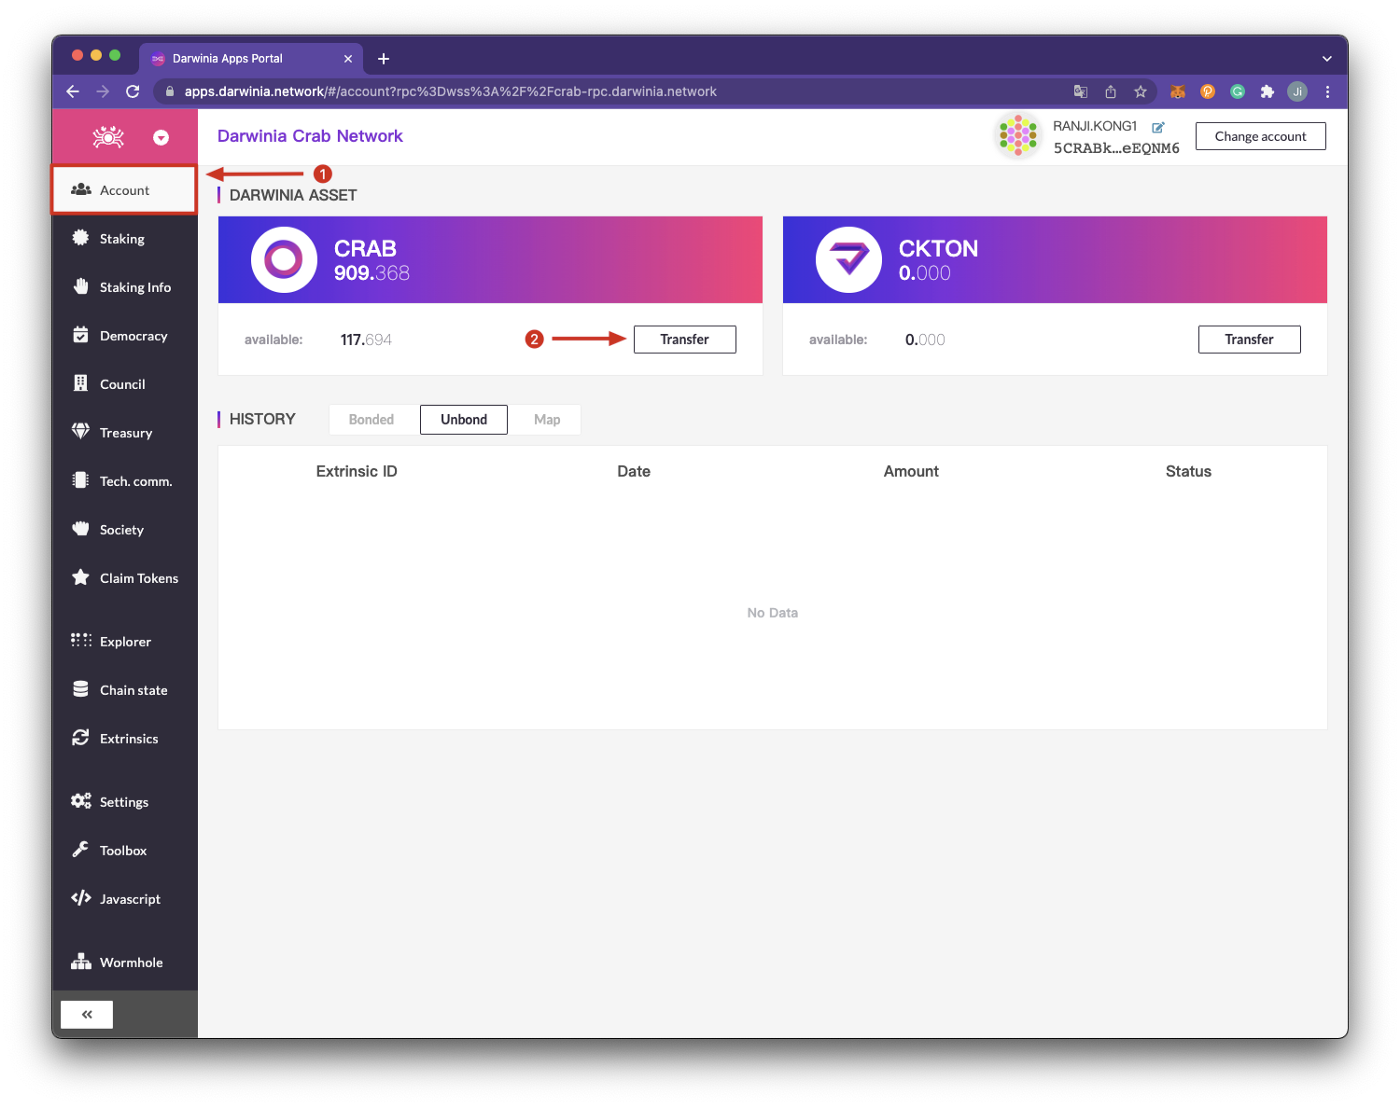 Darwinia Apps Portal
apps.darwinia.network/#/account?rpc%3Dwss%3A%2F%2Fcrab-rpc.darwinia.network
Ji
Darwinia Crab Network
RANJI.KONG1
5CRABk…eEQNM6
Change account
1
Account
Staking
Staking Info
Democracy
Council
Treasury
Tech. comm.
Society
Claim Tokens
Explorer
Chain state
Extrinsics
Settings
Toolbox
Javascript
Wormhole
«
DARWINIA ASSET
CRAB
909.368
available: 117.694
2
Transfer
CKTON
0.000
available: 0.000
Transfer
HISTORY
Bonded Unbond Map
Extrinsic ID Date Amount Status
No Data